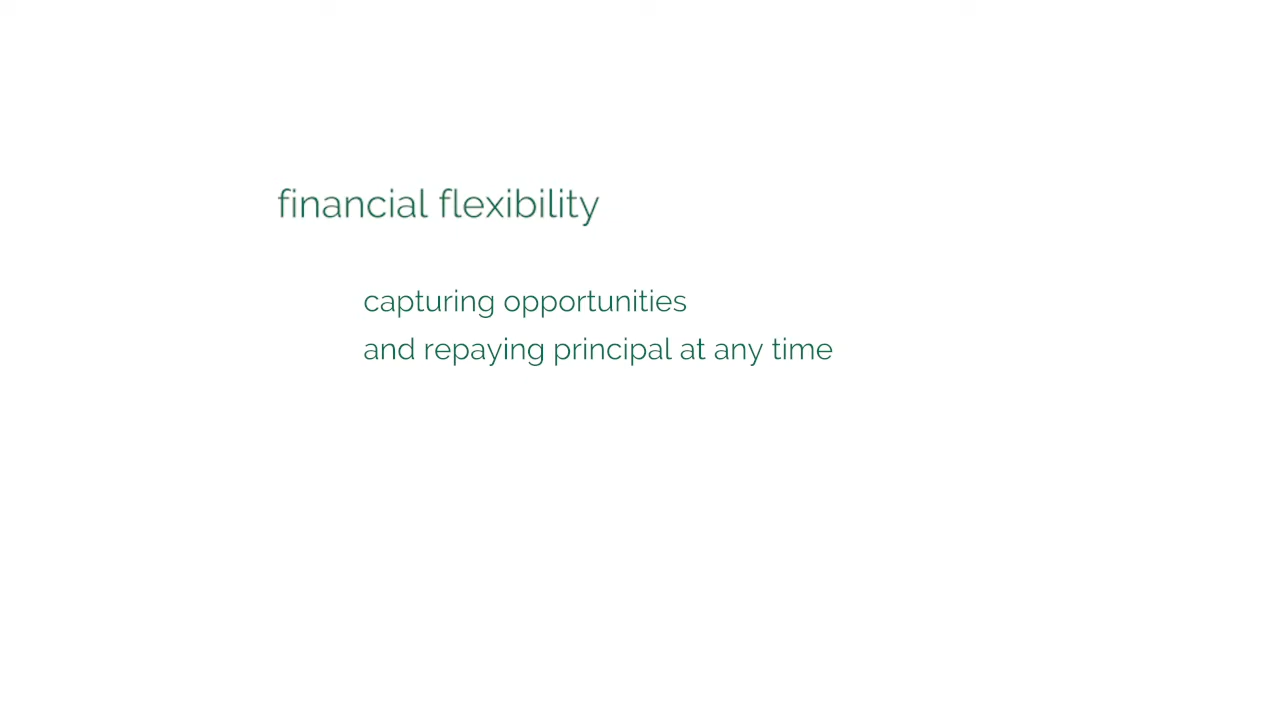 financial flexibility
capturing opportunities
and repaying principal at any time